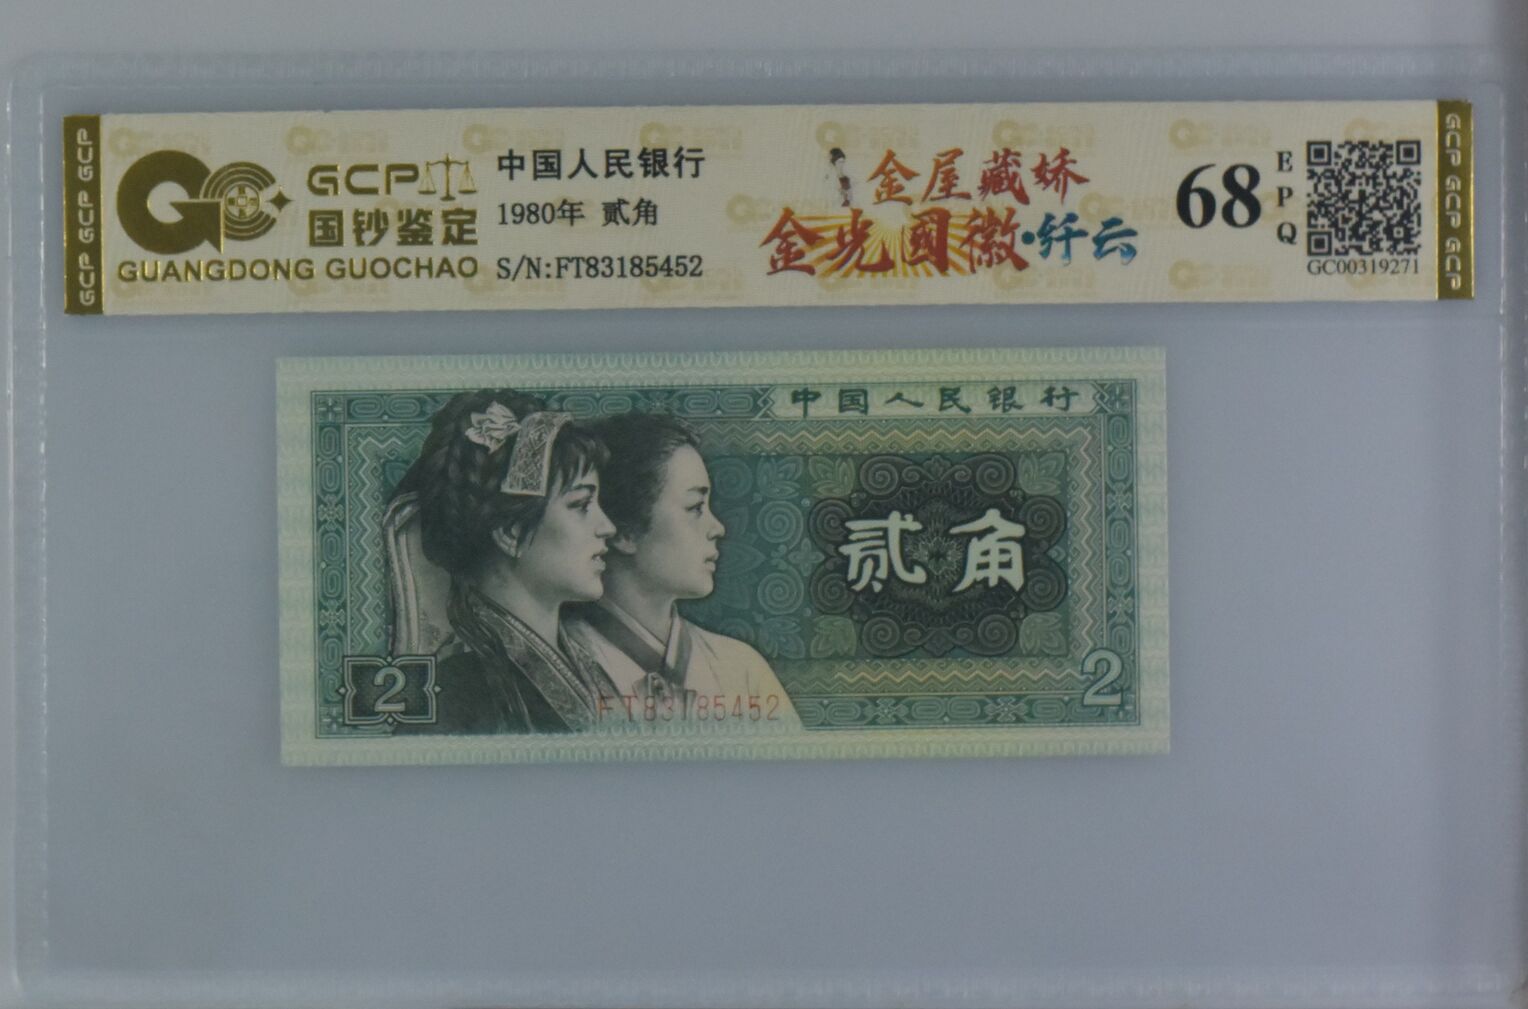 GCP GCP GCP
GCP
国钞鉴定
GUANGDONG GUOCHAO
中国人民银行
1980年 贰角
S/N:FT83185452
金屋藏娇
金光國徽·纤云
68
EPQ
GC00319271
GCP GCP GCP
中国人民银行
贰角
2
FT83185452
2